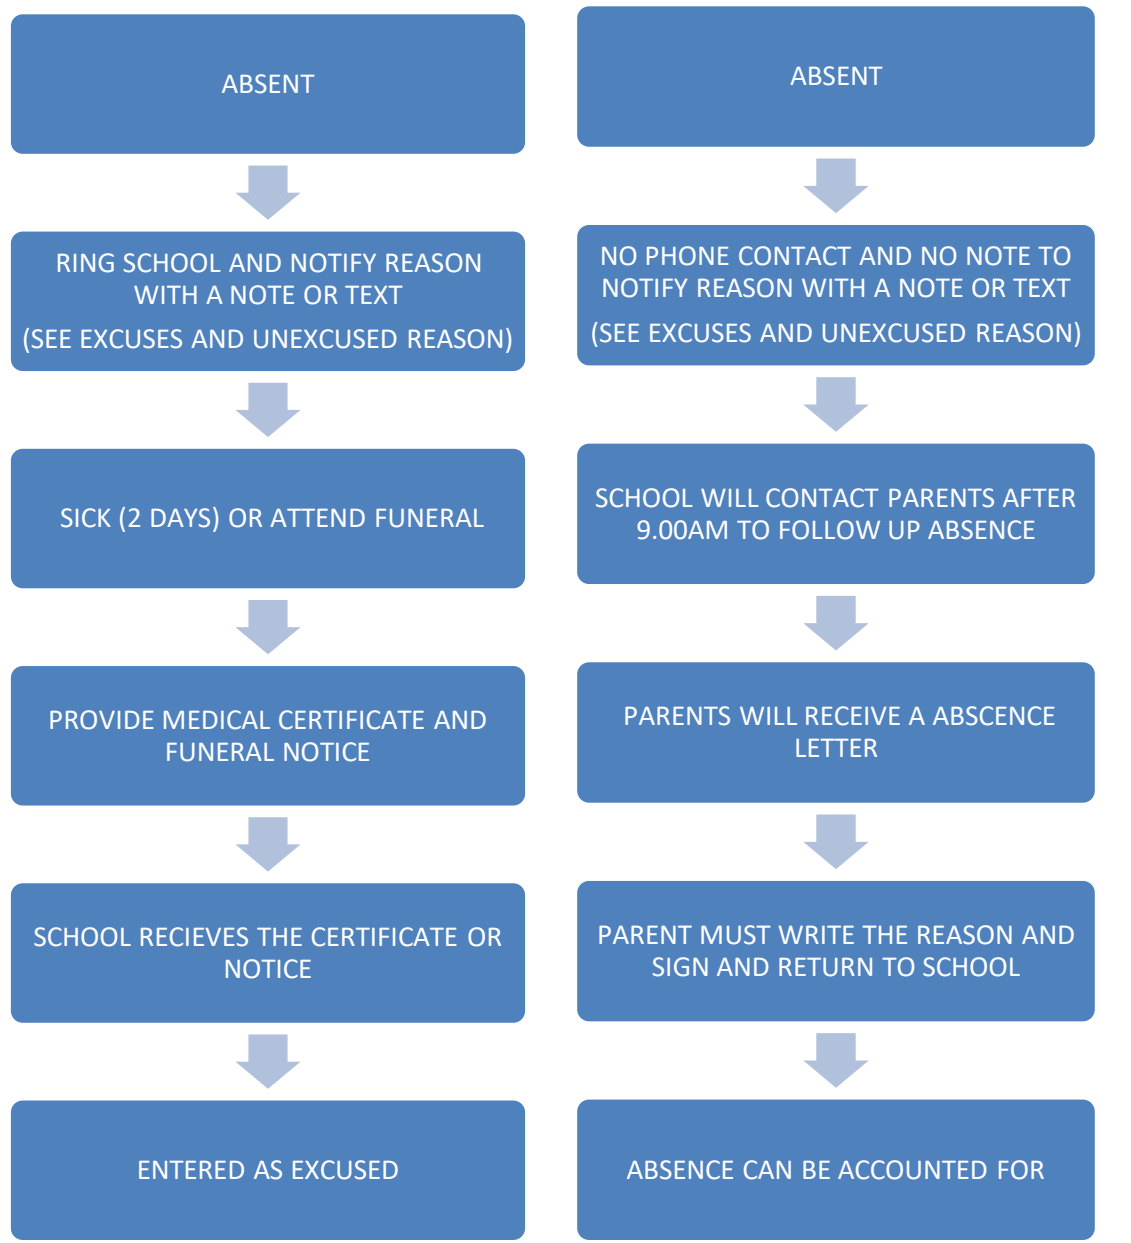 ABSENT
RING SCHOOL AND NOTIFY REASON
WITH A NOTE OR TEXT
(SEE EXCUSES AND UNEXCUSED REASON)
SICK (2 DAYS) OR ATTEND FUNERAL
PROVIDE MEDICAL CERTIFICATE AND
FUNERAL NOTICE
SCHOOL RECIEVES THE CERTIFICATE OR
NOTICE
ENTERED AS EXCUSED
ABSENT
NO PHONE CONTACT AND NO NOTE TO
NOTIFY REASON WITH A NOTE OR TEXT
(SEE EXCUSES AND UNEXCUSED REASON)
SCHOOL WILL CONTACT PARENTS AFTER
9.00AM TO FOLLOW UP ABSENCE
PARENTS WILL RECEIVE A ABSCENCE
LETTER
PARENT MUST WRITE THE REASON AND
SIGN AND RETURN TO SCHOOL
ABSENCE CAN BE ACCOUNTED FOR